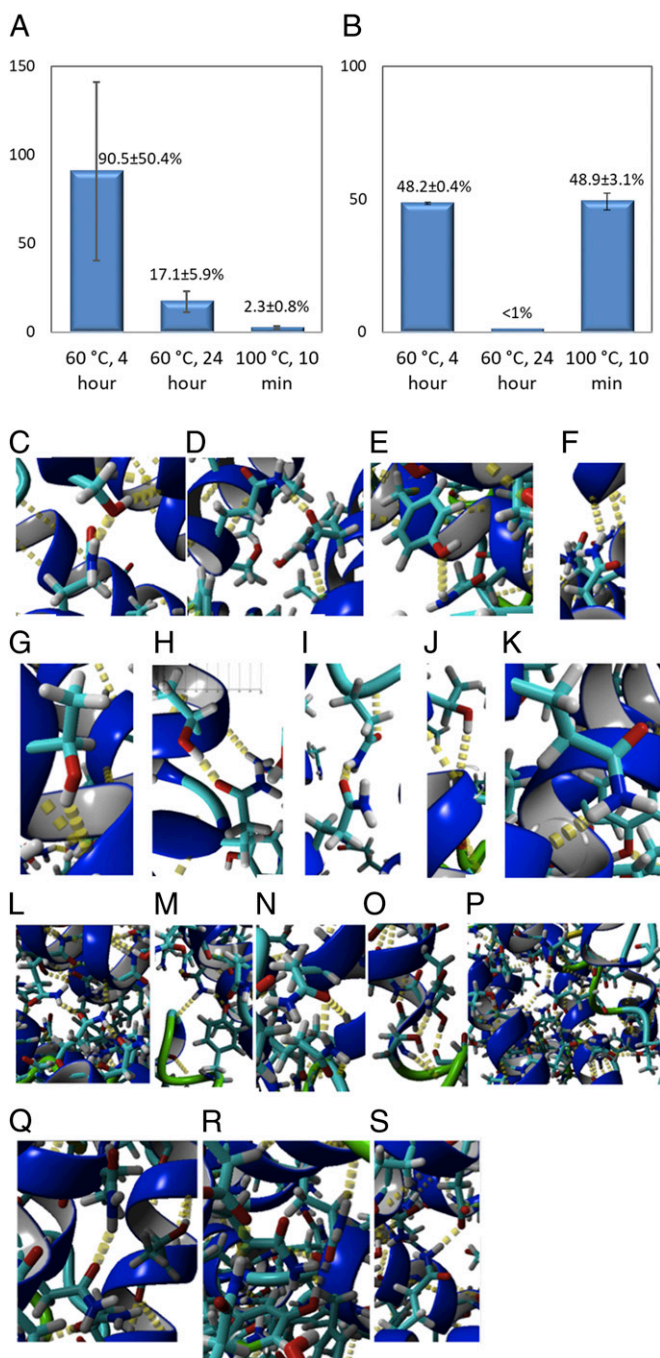 A
B
150
100
50
0
90.5±50.4%
17.1±5.9%
2.3±0.8%
60 °C, 4
hour
60 °C, 24
hour
100 °C, 10
min
100
50
0
48.2±0.4%
<1%
48.9±3.1%
60 °C, 4
hour
60 °C, 24
hour
100 °C, 10
min
C
D
E
F
G
H
I
J
K
L
M
N
O
P
Q
R
S